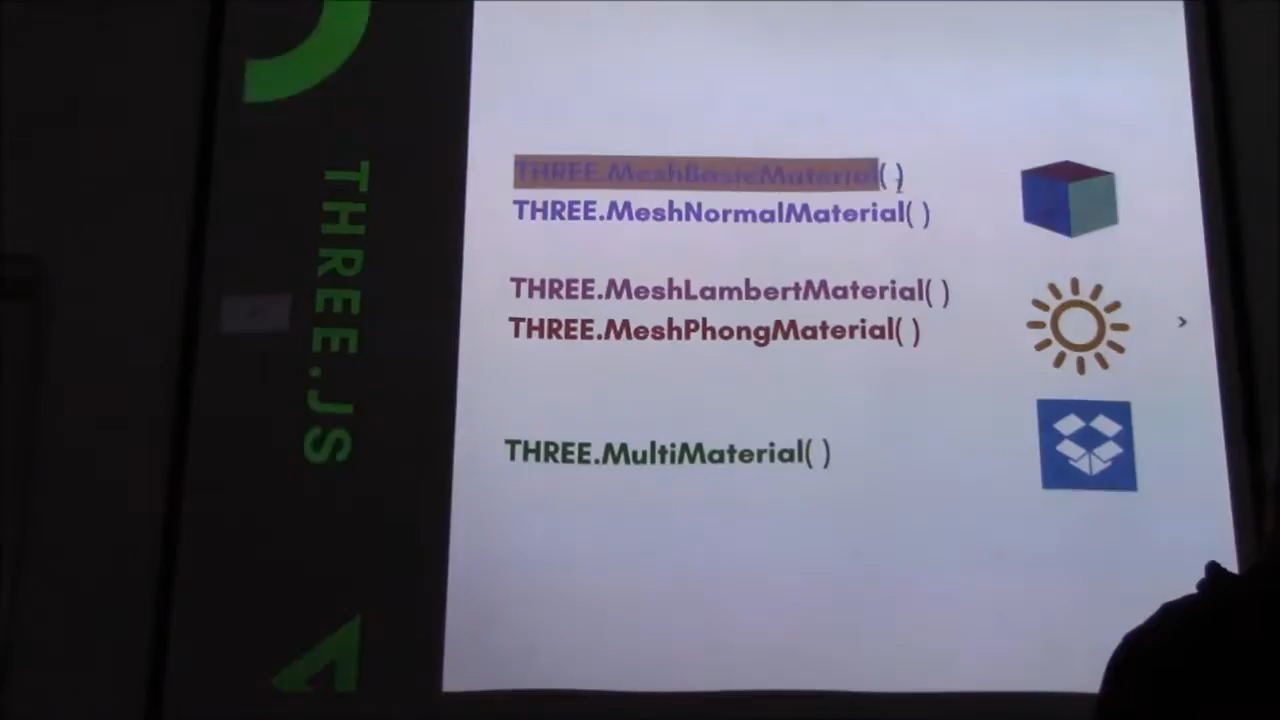 THREE.JS
THREE.MeshBasicMaterial( )
THREE.MeshNormalMaterial( )
THREE.MeshLambertMaterial( )
THREE.MeshPhongMaterial( )
THREE.MultiMaterial( )